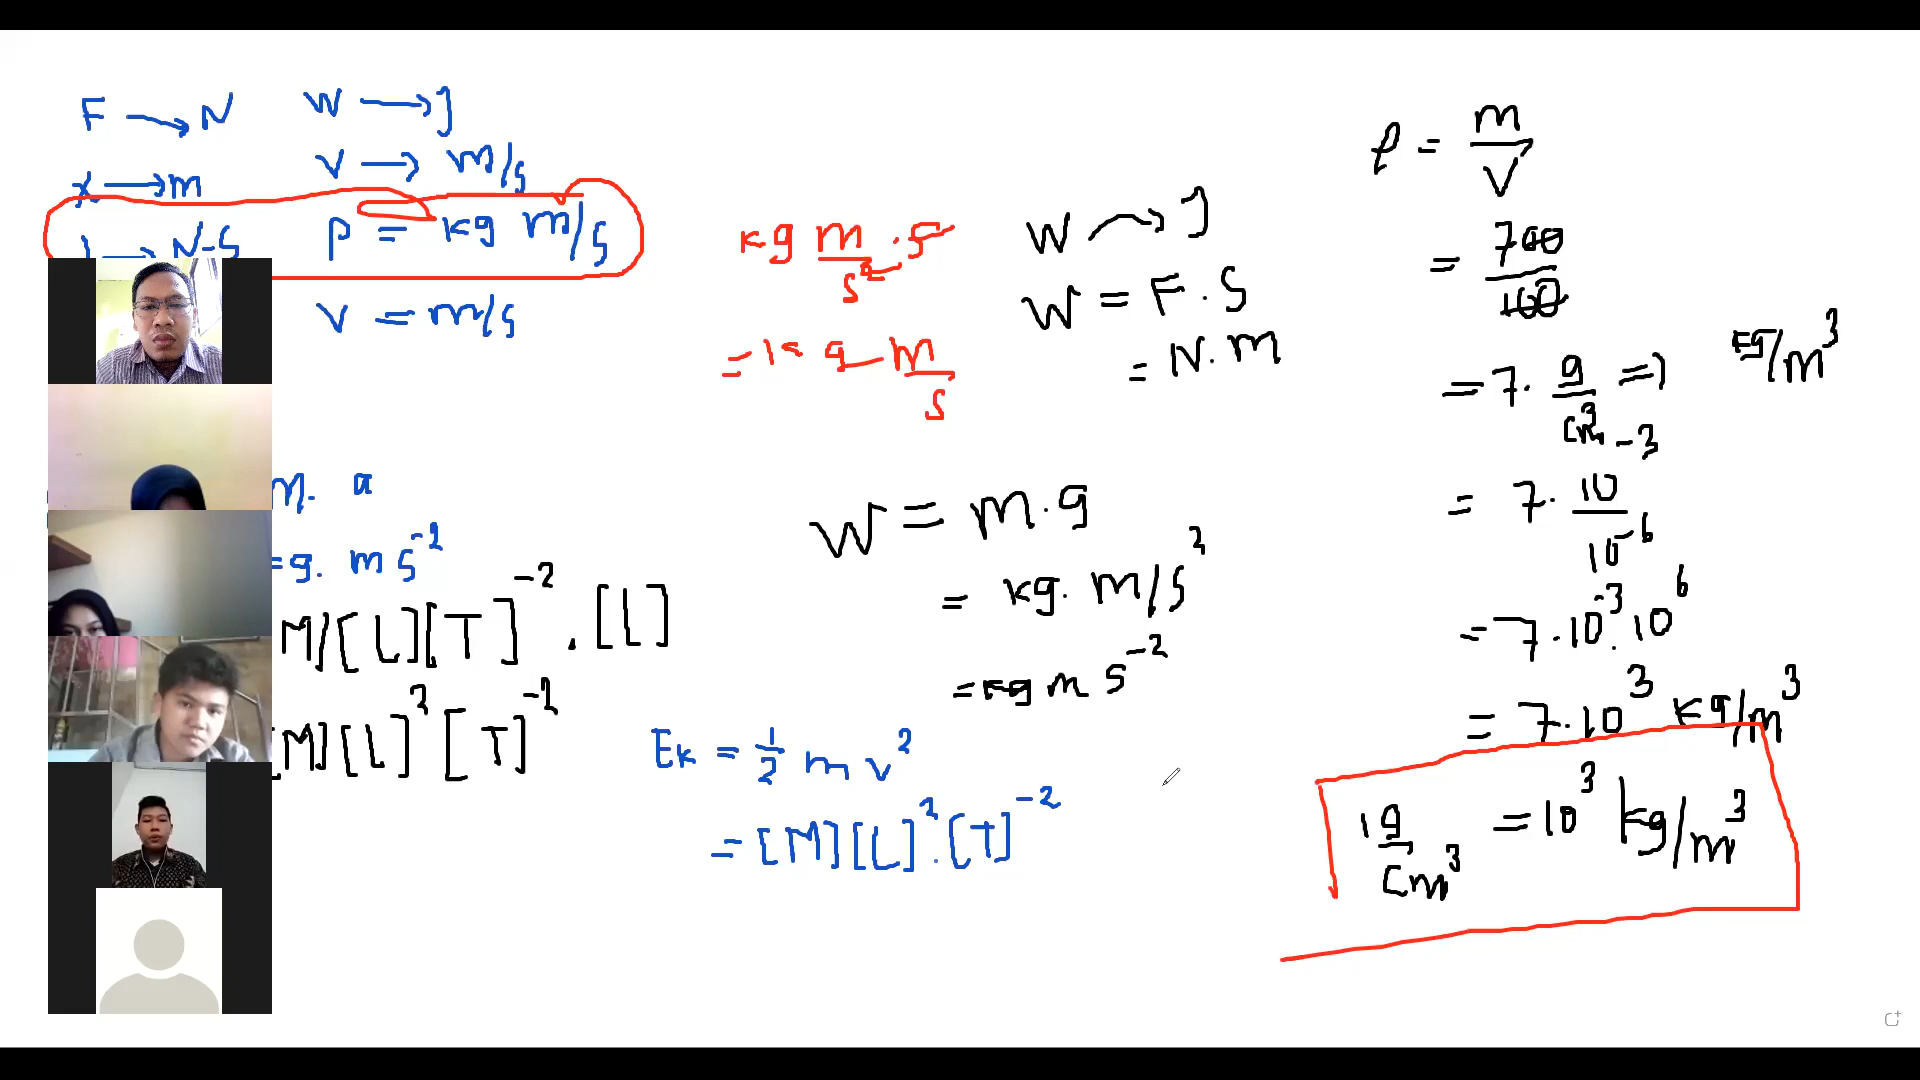 F → N
x → m
→ N-S
W → J
V → m/s
P = kg m/s
V = m/s
m. a
= g. m s⁻²
M][L][T]⁻² . [L]
[M][L]² [T]⁻²
kg m/s² . s
= kg m/s
W → J
W = F . S
= N . m
W = m . g
= kg. m/s²
= kg m s⁻²
Ek = 1/2 m v²
= [M][L]² . [T]⁻²
ρ = m/V
= 700/100
= 7 . g/cm³ => kg/m³
= 7 . 10⁻³/10⁻⁶
= 7 . 10⁻³ . 10⁶
= 7 . 10³ kg/m³
1 g/cm³ = 10³ kg/m³